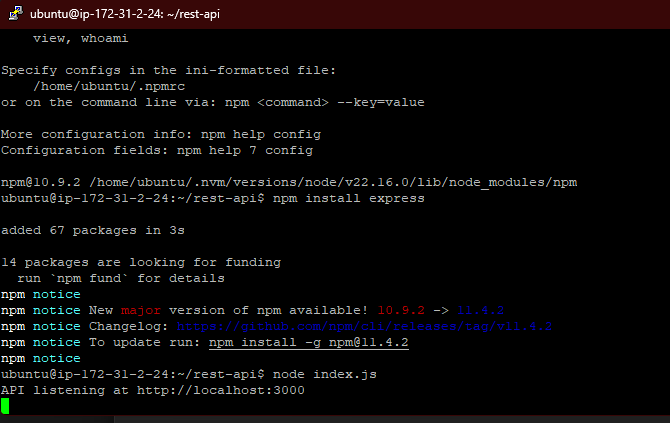 ubuntu@ip-172-31-2-24: ~/rest-api
view, whoami
Specify configs in the ini-formatted file:
/home/ubuntu/.npmrc
or on the command line via: npm <command> --key=value
More configuration info: npm help config
Configuration fields: npm help 7 config
npm@10.9.2 /home/ubuntu/.nvm/versions/node/v22.16.0/lib/node_modules/npm
ubuntu@ip-172-31-2-24:~/rest-api$ npm install express
added 67 packages in 3s
14 packages are looking for funding
run `npm fund` for details
npm notice
npm notice New major version of npm available! 10.9.2 -> 11.4.2
npm notice Changelog: https://github.com/npm/cli/releases/tag/v11.4.2
npm notice To update run: npm install -g npm@11.4.2
npm notice
ubuntu@ip-172-31-2-24:~/rest-api$ node index.js
API listening at http://localhost:3000